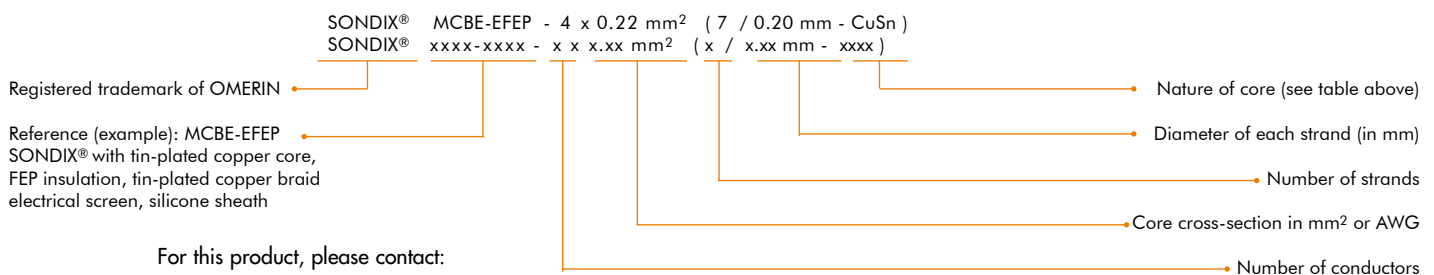 SONDIX® MCBE-EFEP - 4 x 0.22 mm² ( 7 / 0.20 mm - CuSn )
SONDIX® xxxx-xxxx - x x x.xx mm² ( x / x.xx mm - xxxx )
Registered trademark of OMERIN
Nature of core (see table above)
Reference (example): MCBE-EFEP
Diameter of each strand (in mm)
SONDIX® with tin-plated copper core,
FEP insulation, tin-plated copper braid
Number of strands
electrical screen, silicone sheath
Core cross-section in mm² or AWG
For this product, please contact:
Number of conductors